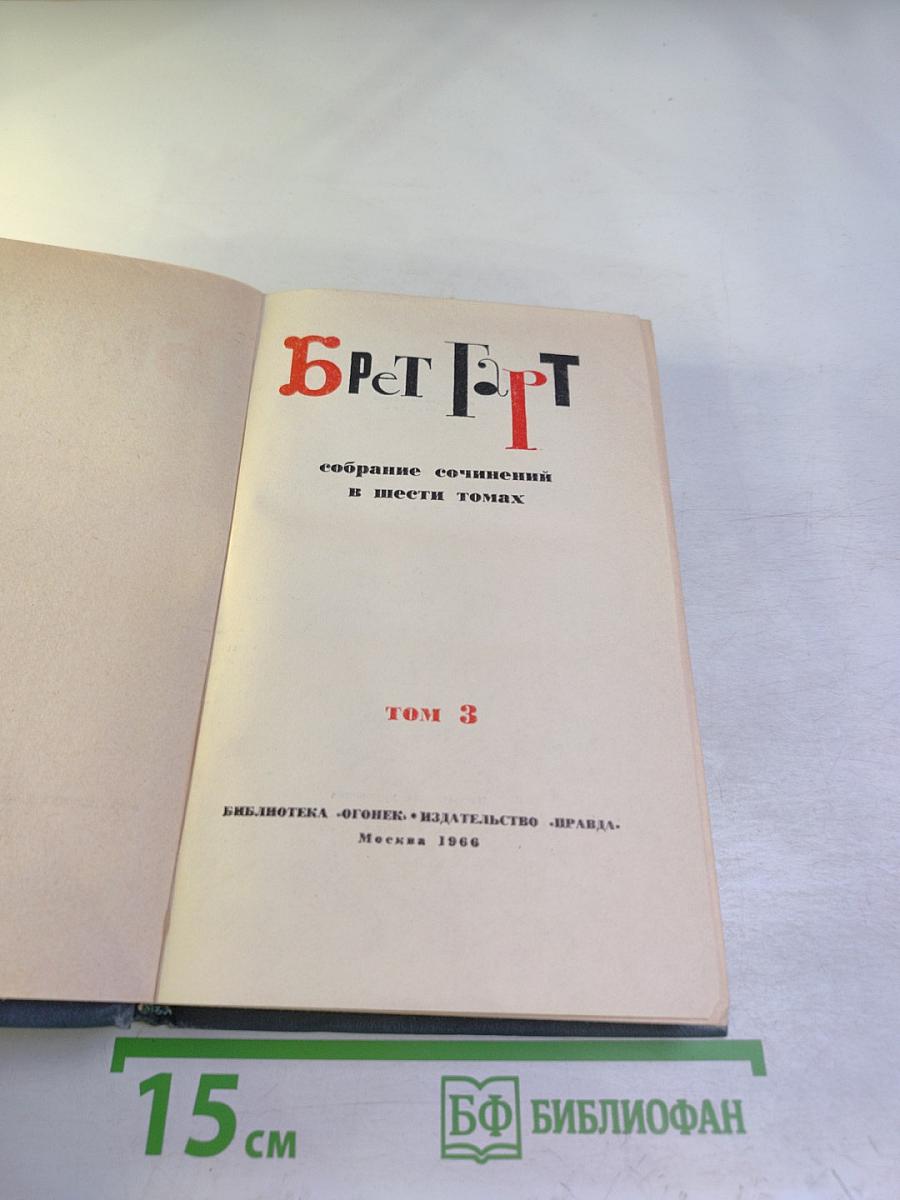 Брет Гарт
собрание сочинений
в шести томах
том 3
БИБЛИОТЕКА «ОГОНЕК» • ИЗДАТЕЛЬСТВО «ПРАВДА»
Москва 1966
15 см
БФ БИБЛИОФАН